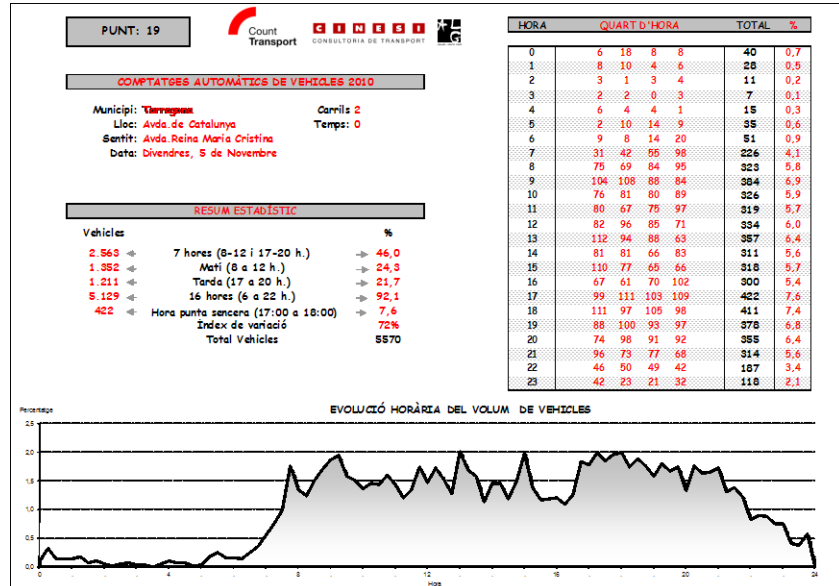 PUNT: 19
Count
Transport
CINESI
CONSULTORIA DE TRANSPORT
COMPTATGES AUTOMÀTICS DE VEHICLES 2010
Municipi:
Carrils 2
Lloc: Avda.de Catalunya
Temps: 0
Sentit: Avda.Reina Maria Cristina
Data: Divendres, 5 de Novembre
RESUM ESTADÍSTIC
Vehicles %
2.563 7 hores (8-12 i 17-20 h.) 46,0
1.352 Matí (8 a 12 h.) 24,3
1.211 Tarda (17 a 20 h.) 21,7
5.129 16 hores (6 a 22 h.) 92,1
422 Hora punta sencera (17:00 a 18:00) 7,6
Índex de variació 72%
Total Vehicles 5570
HORA QUART D'HORA TOTAL %
0 6 18 8 8 40 0,7
1 8 10 4 6 28 0,5
2 3 1 3 4 11 0,2
3 2 2 0 3 7 0,1
4 6 4 4 1 15 0,3
5 2 10 14 9 35 0,6
6 9 8 14 20 51 0,9
7 31 42 55 98 226 4,1
8 75 69 84 95 323 5,8
9 104 108 88 84 384 6,9
10 76 81 80 89 326 5,9
11 80 67 75 97 319 5,7
12 82 96 85 71 334 6,0
13 112 94 88 63 357 6,4
14 81 81 66 83 311 5,6
15 110 77 65 66 318 5,7
16 67 61 70 102 300 5,4
17 99 111 103 109 422 7,6
18 111 97 105 98 411 7,4
19 88 100 93 97 378 6,8
20 74 98 91 92 355 6,4
21 96 73 77 68 314 5,6
22 46 50 49 42 187 3,4
23 42 23 21 32 118 2,1
EVOLUCIÓ HORÀRIA DEL VOLUM DE VEHICLES
Percentatge
2,5
2,0
1,5
1,0
0,5
0,0
0 4 8 12 16 20 24
Hora